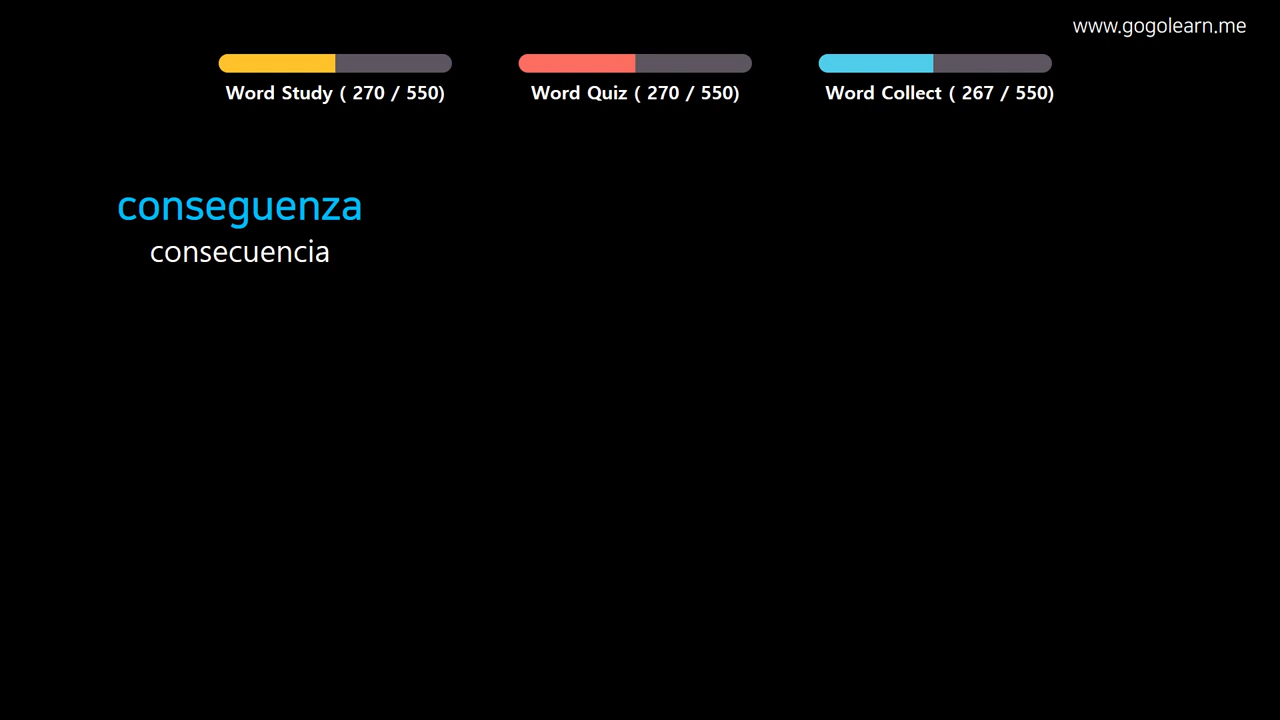 www.gogolearn.me
Word Study ( 270 / 550)
Word Quiz ( 270 / 550)
Word Collect ( 267 / 550)
conseguenza
consecuencia